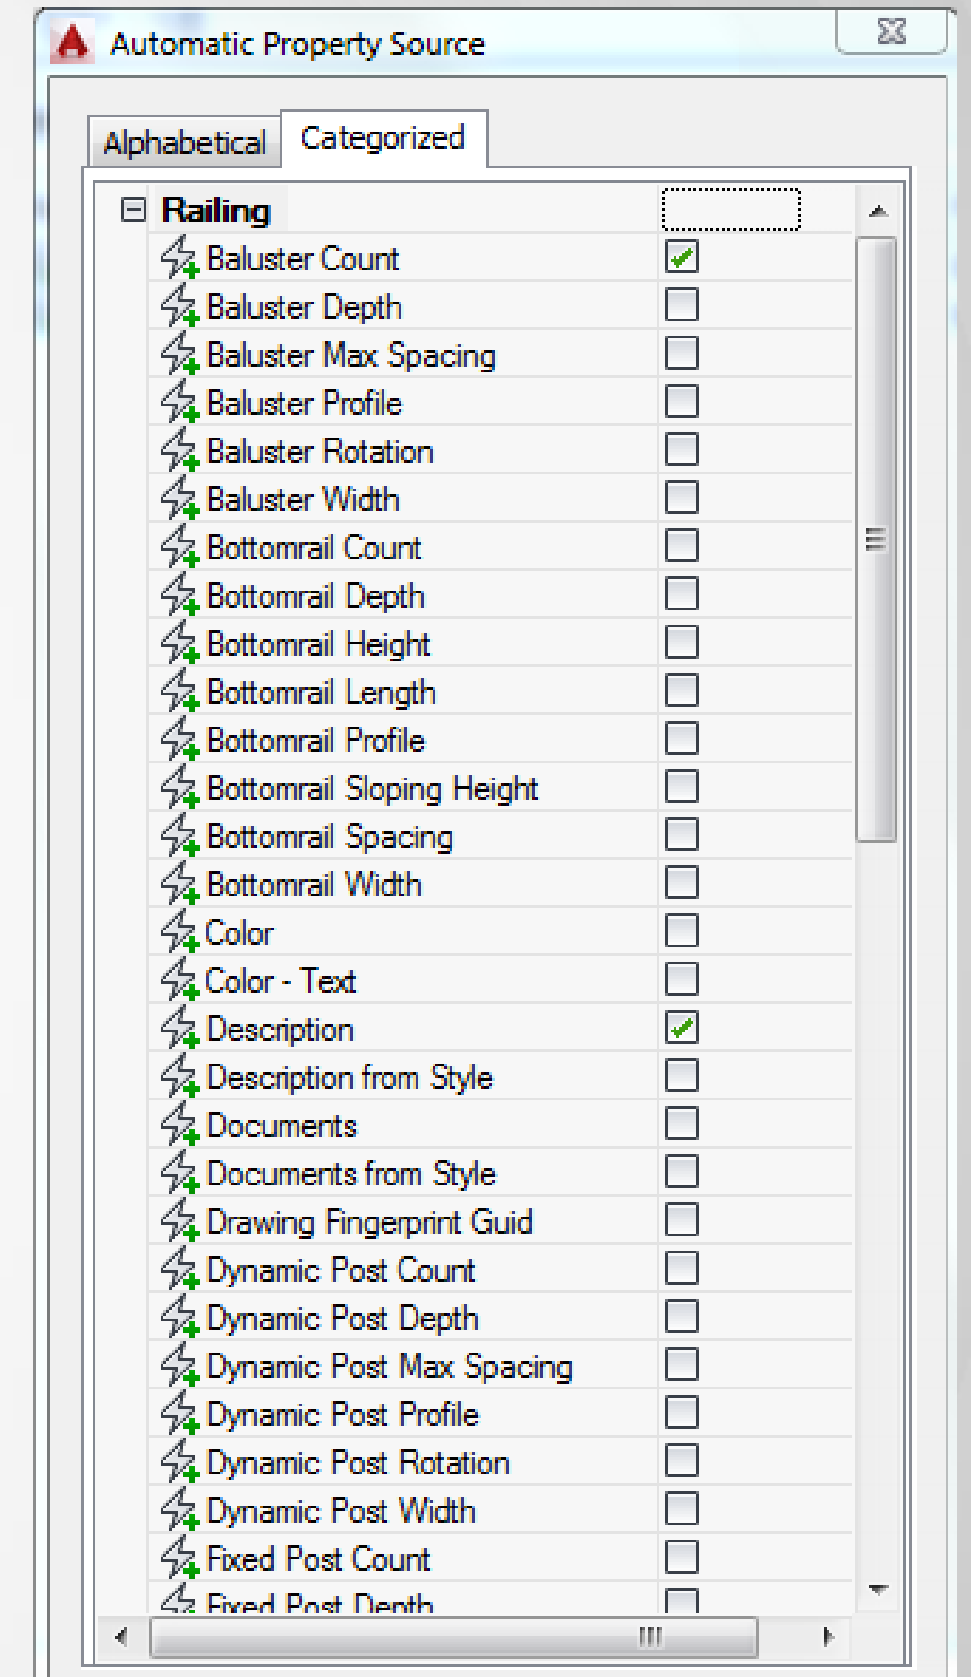 Automatic Property Source
Alphabetical
Categorized
Railing
Baluster Count
Baluster Depth
Baluster Max Spacing
Baluster Profile
Baluster Rotation
Baluster Width
Bottomrail Count
Bottomrail Depth
Bottomrail Height
Bottomrail Length
Bottomrail Profile
Bottomrail Sloping Height
Bottomrail Spacing
Bottomrail Width
Color
Color - Text
Description
Description from Style
Documents
Documents from Style
Drawing Fingerprint Guid
Dynamic Post Count
Dynamic Post Depth
Dynamic Post Max Spacing
Dynamic Post Profile
Dynamic Post Rotation
Dynamic Post Width
Fixed Post Count
Fixed Post Depth